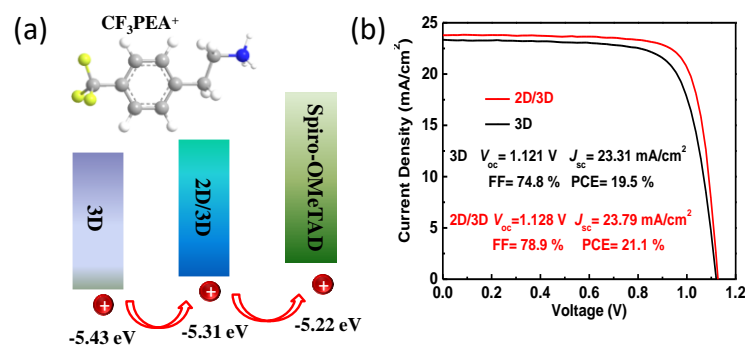 (a)
CF₃PEA⁺
3D
2D/3D
Spiro-OMeTAD
+
+
+
-5.43 eV
-5.31 eV
-5.22 eV
(b)
Current Density (mA/cm²)
25
20
15
10
5
0
2D/3D
3D
3D Voc= 1.121 V Jsc= 23.31 mA/cm²
FF= 74.8 % PCE= 19.5 %
2D/3D Voc=1.128 V Jsc= 23.79 mA/cm²
FF= 78.9 % PCE= 21.1 %
0.0 0.2 0.4 0.6 0.8 1.0 1.2
Voltage (V)